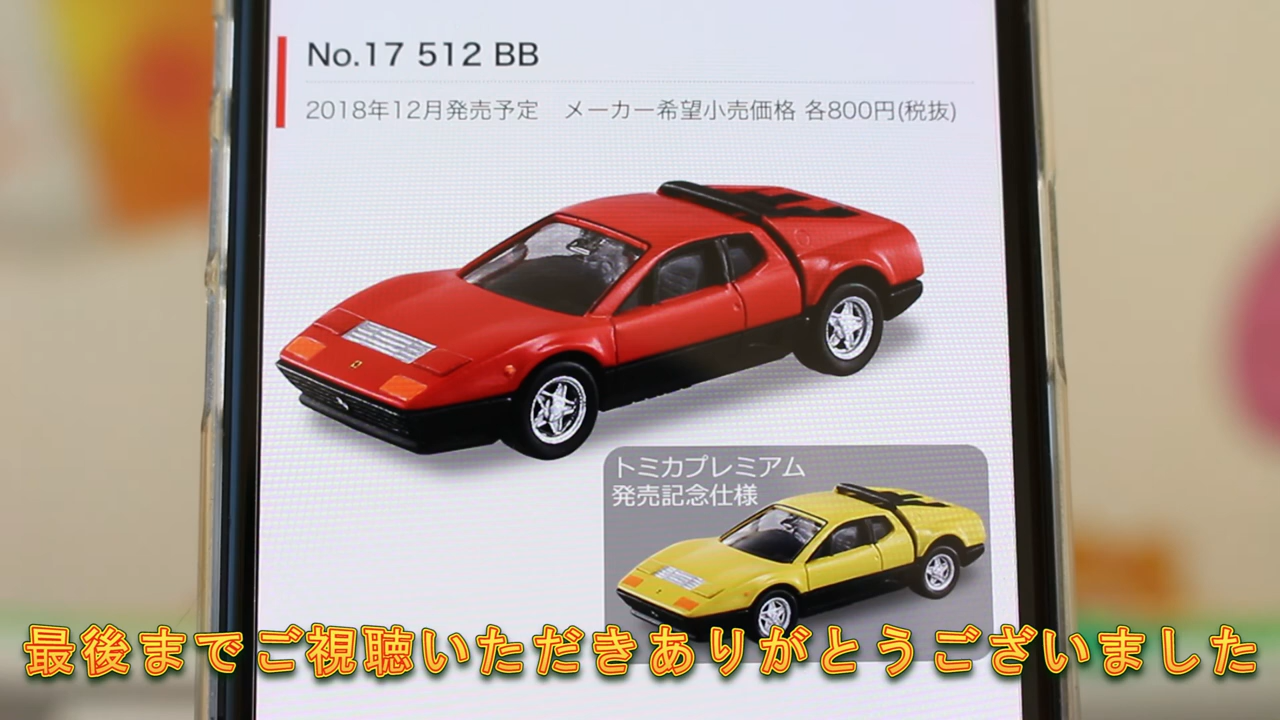 No.17 512 BB
2018年12月発売予定　メーカー希望小売価格 各800円(税抜)
トミカプレミアム
発売記念仕様
最後までご視聴いただきありがとうございました